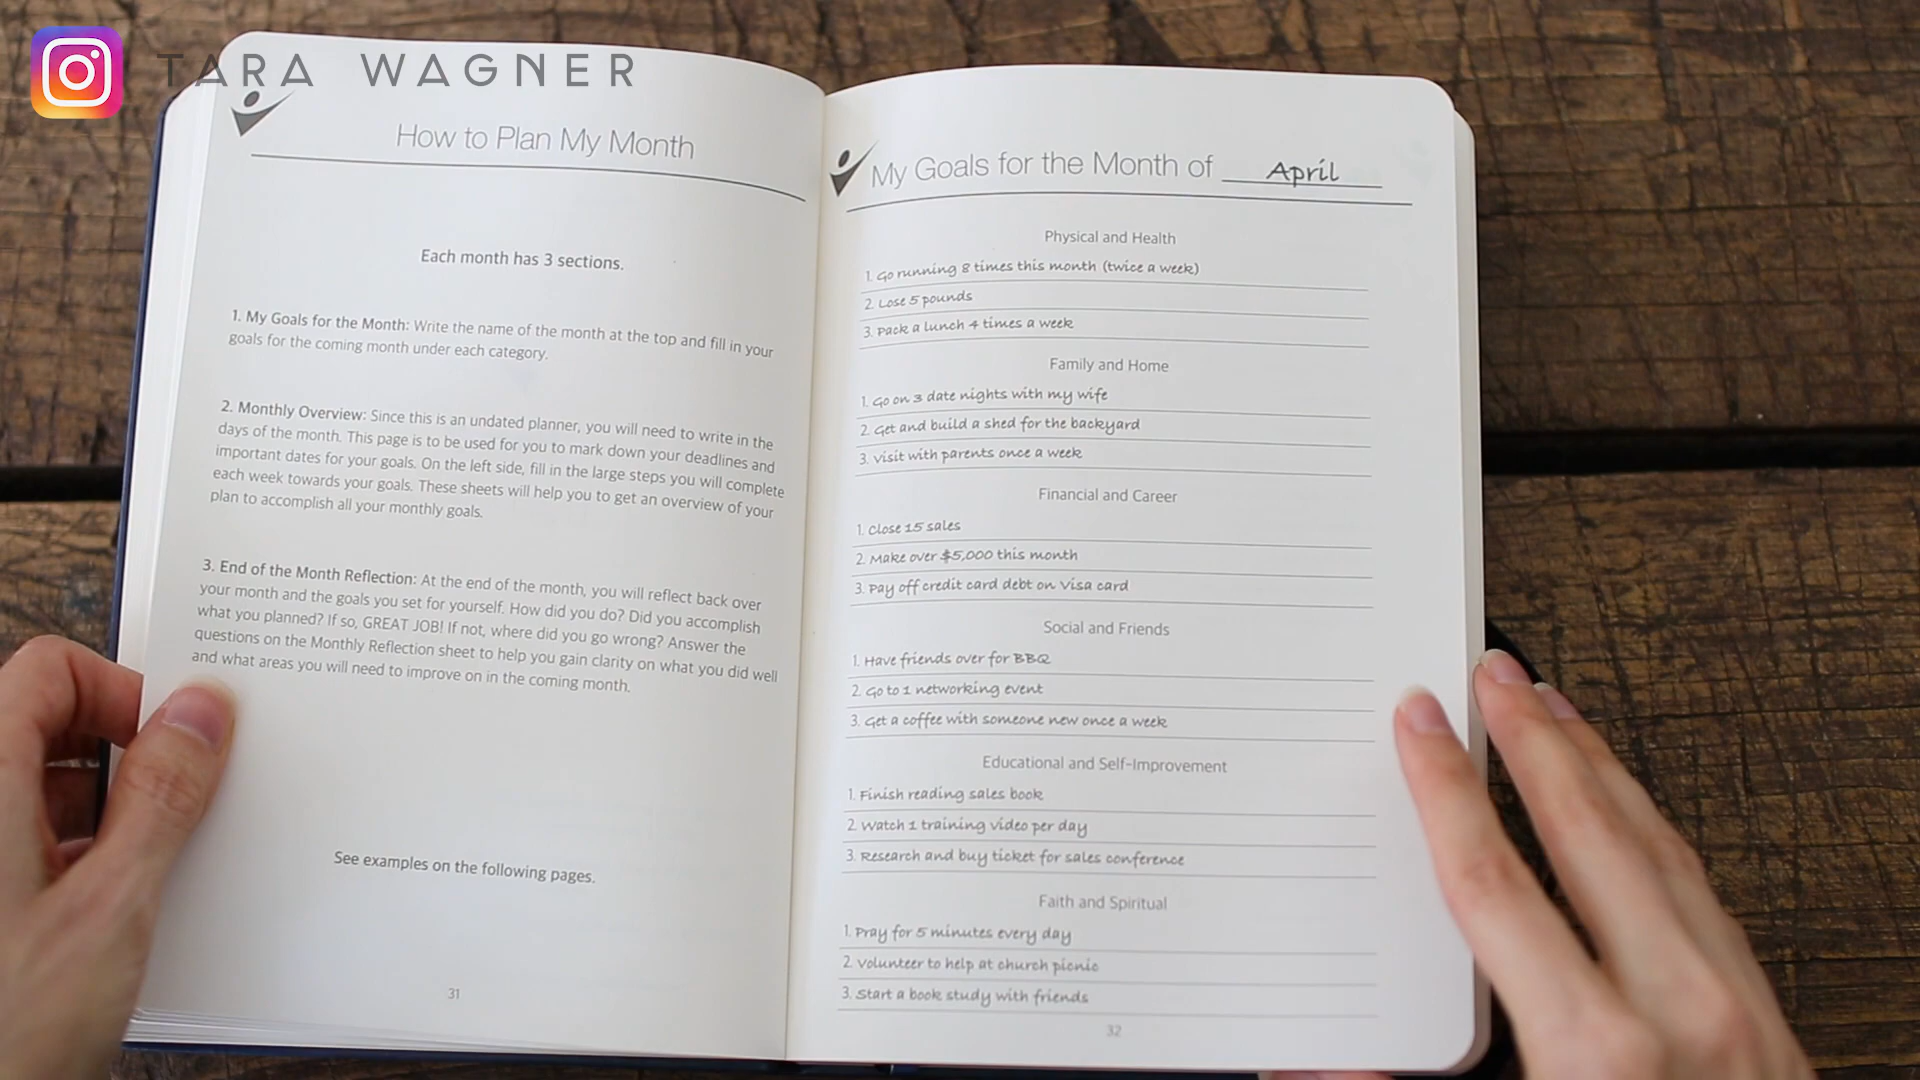 TARA WAGNER
How to Plan My Month
Each month has 3 sections.
1. My Goals for the Month: Write the name of the month at the top and fill in your
goals for the coming month under each category.
2. Monthly Overview: Since this is an undated planner, you will need to write in the
days of the month. This page is to be used for you to mark down your deadlines and
important dates for your goals. On the left side, fill in the large steps you will complete
each week towards your goals. These sheets will help you to get an overview of your
plan to accomplish all your monthly goals.
3. End of the Month Reflection: At the end of the month, you will reflect back over
your month and the goals you set for yourself. How did you do? Did you accomplish
what you planned? If so, GREAT JOB! If not, where did you go wrong? Answer the
questions on the Monthly Reflection sheet to help you gain clarity on what you did well
and what areas you will need to improve on in the coming month.
See examples on the following pages.
31
My Goals for the Month of April
Physical and Health
1. Go running 8 times this month (twice a week)
2. Lose 5 pounds
3. Pack a lunch 4 times a week
Family and Home
1. Go on 3 date nights with my wife
2. Get and build a shed for the backyard
3. Visit with parents once a week
Financial and Career
1. Close 15 sales
2. Make over $5,000 this month
3. Pay off credit card debt on Visa card
Social and Friends
1. Have friends over for BBQ
2. Go to 1 networking event
3. Get a coffee with someone new once a week
Educational and Self-Improvement
1. Finish reading sales book
2. Watch 1 training video per day
3. Research and buy ticket for sales conference
Faith and Spiritual
1. Pray for 5 minutes every day
2. Volunteer to help at church picnic
3. Start a book study with friends
32